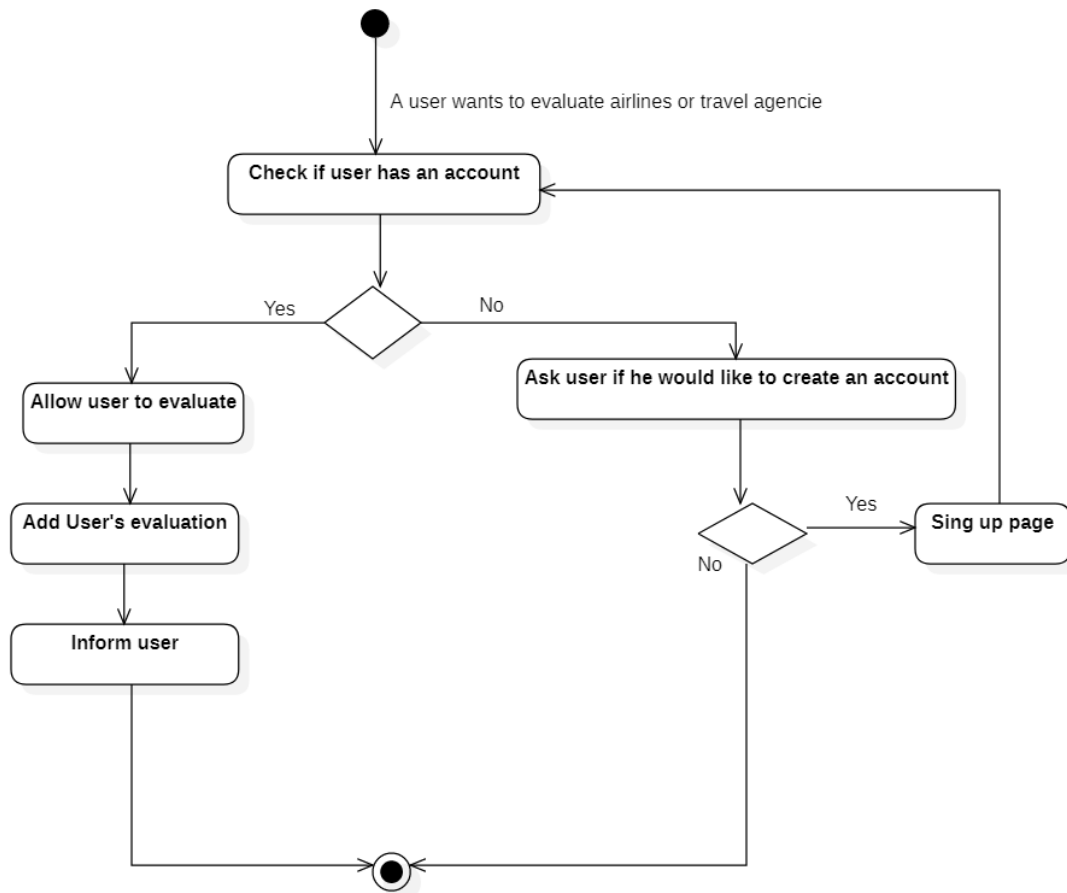 A user wants to evaluate airlines or travel agencie
Check if user has an account
Yes
No
Ask user if he would like to create an account
Allow user to evaluate
Yes
Add User's evaluation
Sing up page
No
Inform user